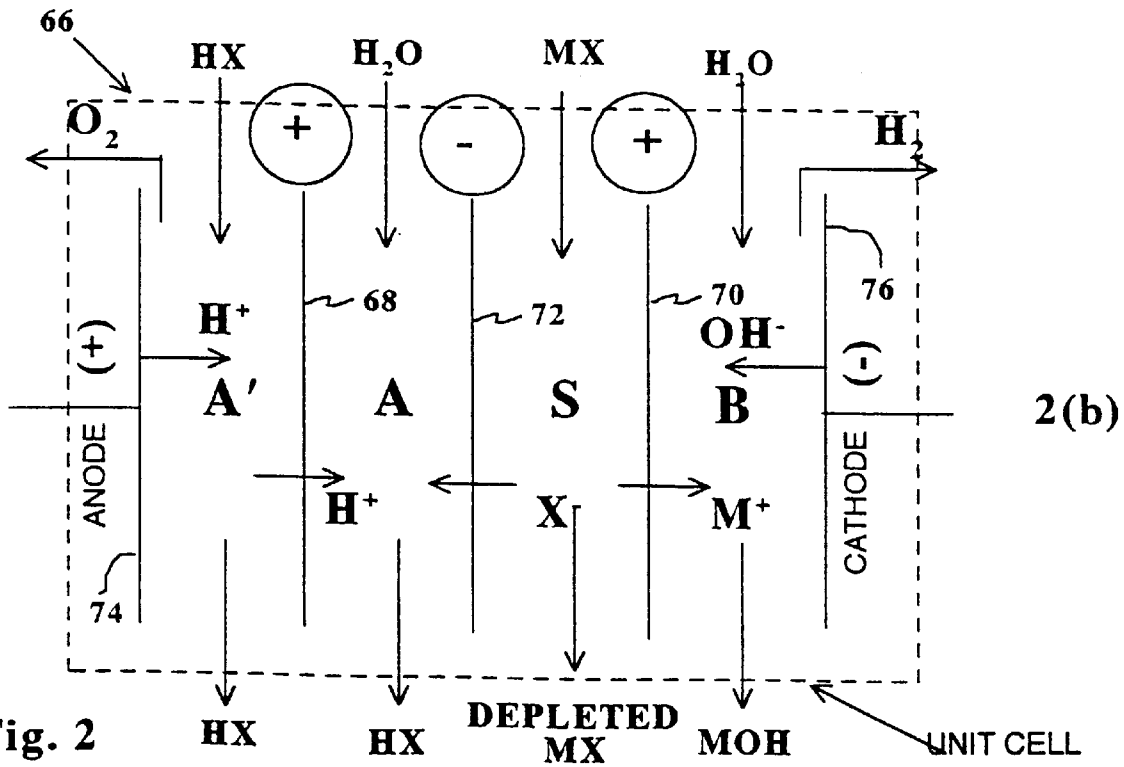 66
HX
H₂O
MX
H₂O
O₂
+
-
+
H₂
68
72
70
76
H⁺
OH⁻
(+)
(-)
A′
A
S
B
2(b)
ANODE
CATHODE
H⁺
X⁻
M⁺
74
ig. 2
HX
HX
DEPLETED
MX
MOH
UNIT CELL